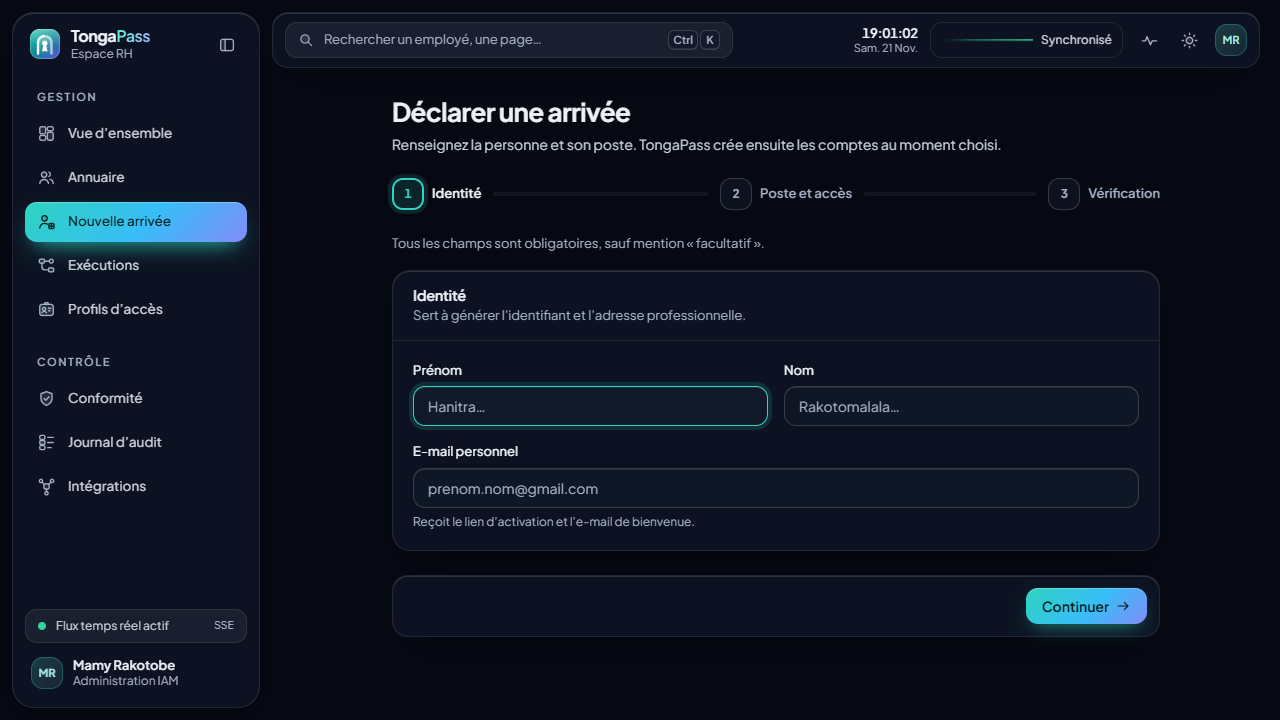 TongaPass
Espace RH
GESTION
Vue d’ensemble
Annuaire
Nouvelle arrivée
Exécutions
Profils d’accès
CONTRÔLE
Conformité
Journal d’audit
Intégrations
Flux temps réel actif SSE
MR Mamy Rakotobe
Administration IAM
Rechercher un employé, une page… Ctrl K
19:01:02
Sam. 21 Nov.
Synchronisé
MR
Déclarer une arrivée
Renseignez la personne et son poste. TongaPass crée ensuite les comptes au moment choisi.
1 Identité 2 Poste et accès 3 Vérification
Tous les champs sont obligatoires, sauf mention « facultatif ».
Identité
Sert à générer l’identifiant et l’adresse professionnelle.
Prénom Nom
Hanitra… Rakotomalala…
E-mail personnel
prenom.nom@gmail.com
Reçoit le lien d’activation et l’e-mail de bienvenue.
Continuer →